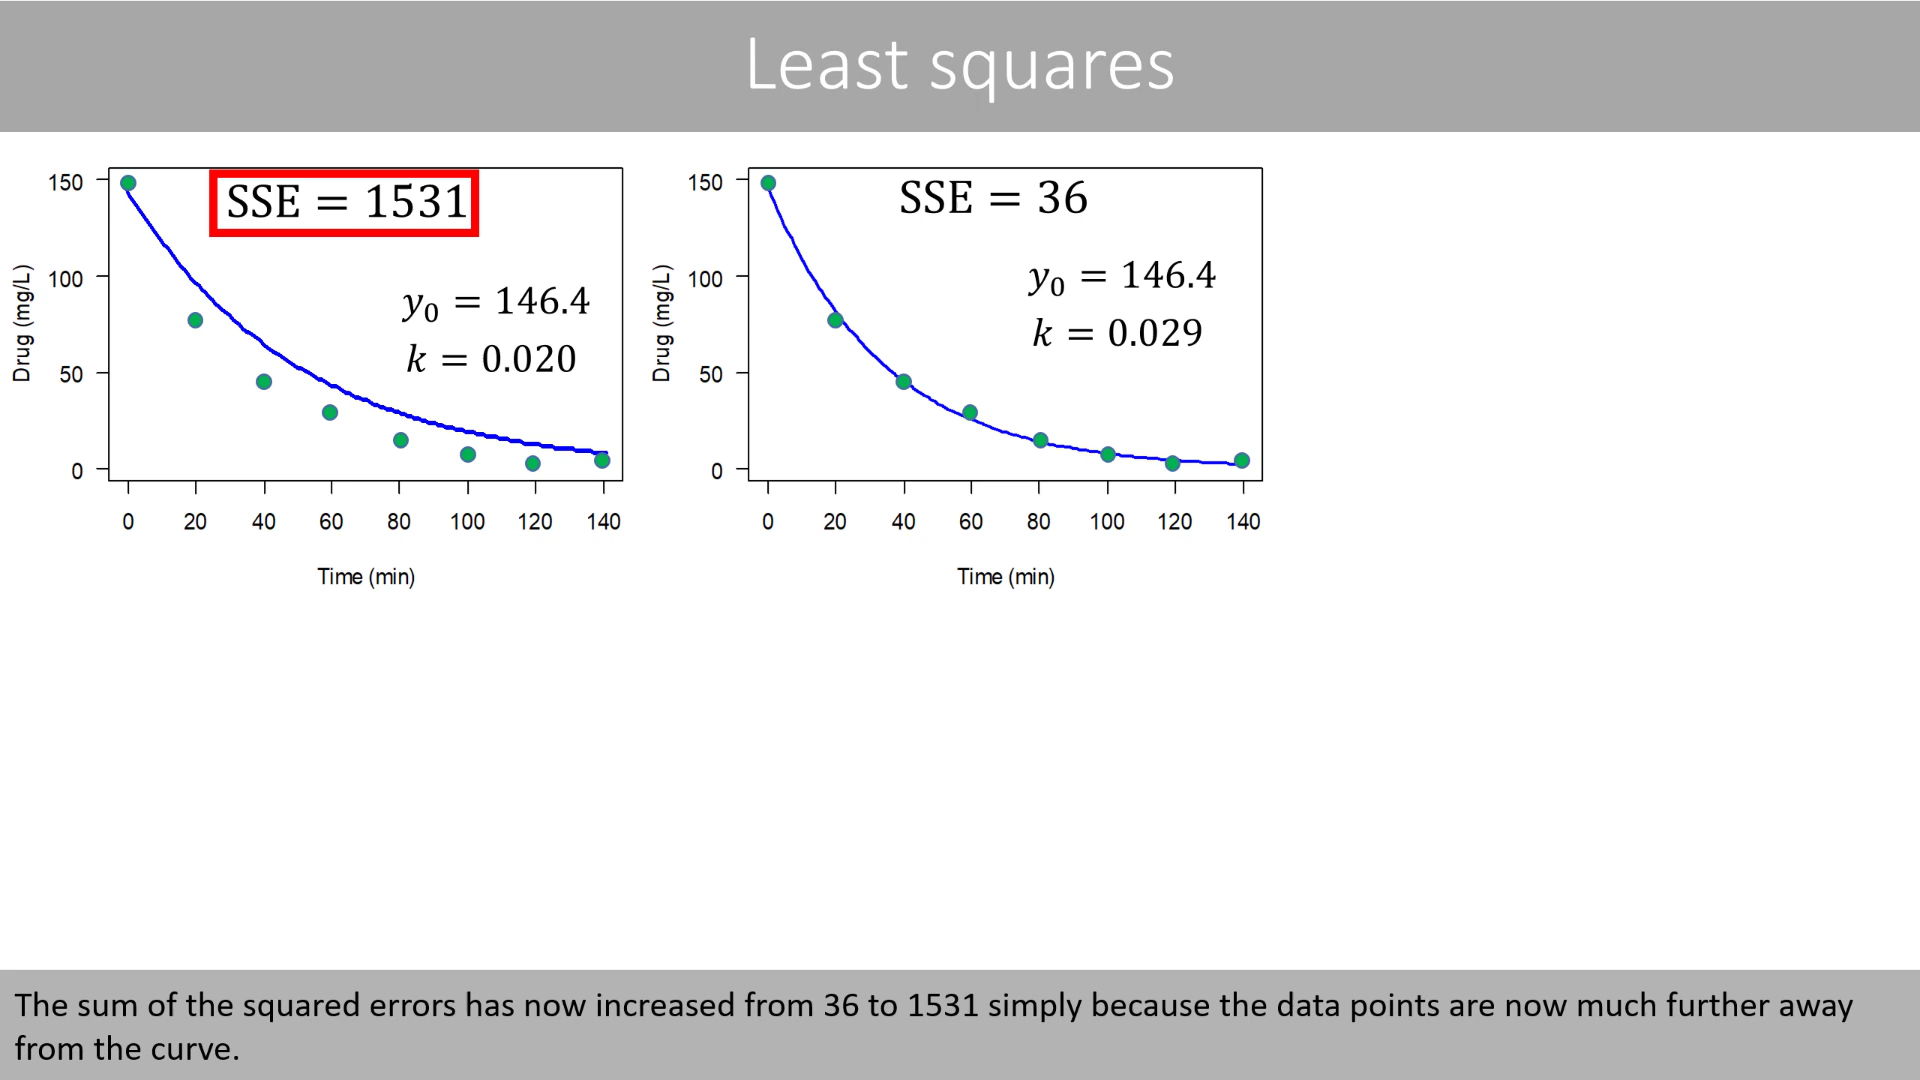 Least squares
SSE = 1531
y₀ = 146.4
k = 0.020
150
100
50
0
Drug (mg/L)
0 20 40 60 80 100 120 140
Time (min)
SSE = 36
y₀ = 146.4
k = 0.029
150
100
50
0
Drug (mg/L)
0 20 40 60 80 100 120 140
Time (min)
The sum of the squared errors has now increased from 36 to 1531 simply because the data points are now much further away
from the curve.